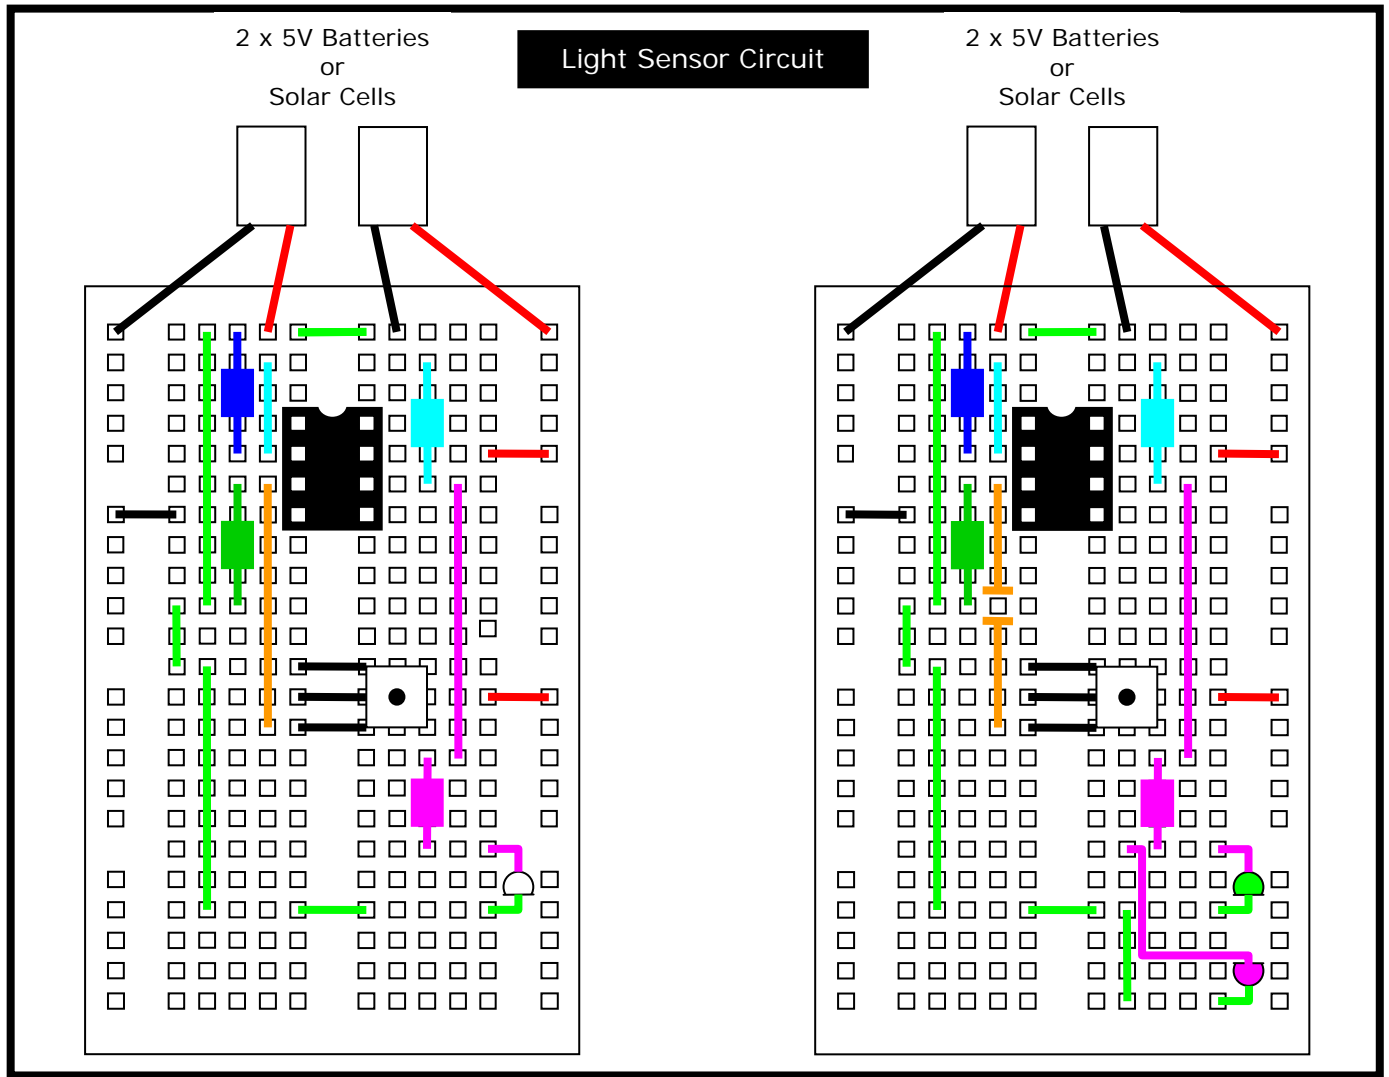 2 x 5V Batteries
or
Solar Cells
Light Sensor Circuit
2 x 5V Batteries
or
Solar Cells